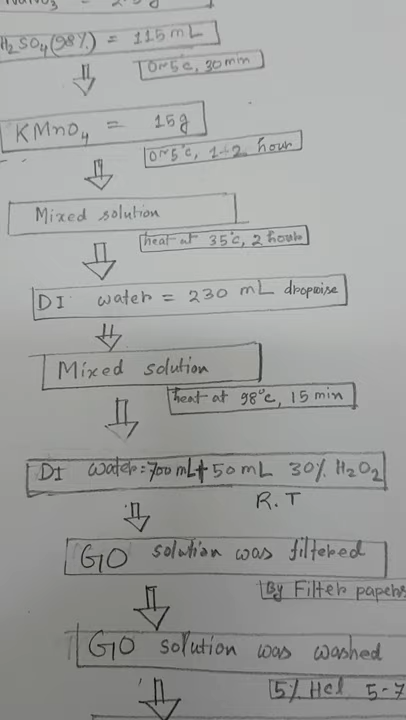 H₂SO₄ (98%) = 115 mL
0~5°c, 30 min
KMnO₄ = 15g
0~5°c, 1~2 hour
Mixed solution
heat at 35°c, 2 hour
DI water = 230 mL dropwise
Mixed solution
heat at 98°c, 15 min
DI water = 700 mL + 50 mL 30% H₂O₂
R.T
GO solution was filtered
By Filter papers
GO solution was washed
5% Hcl 5-7